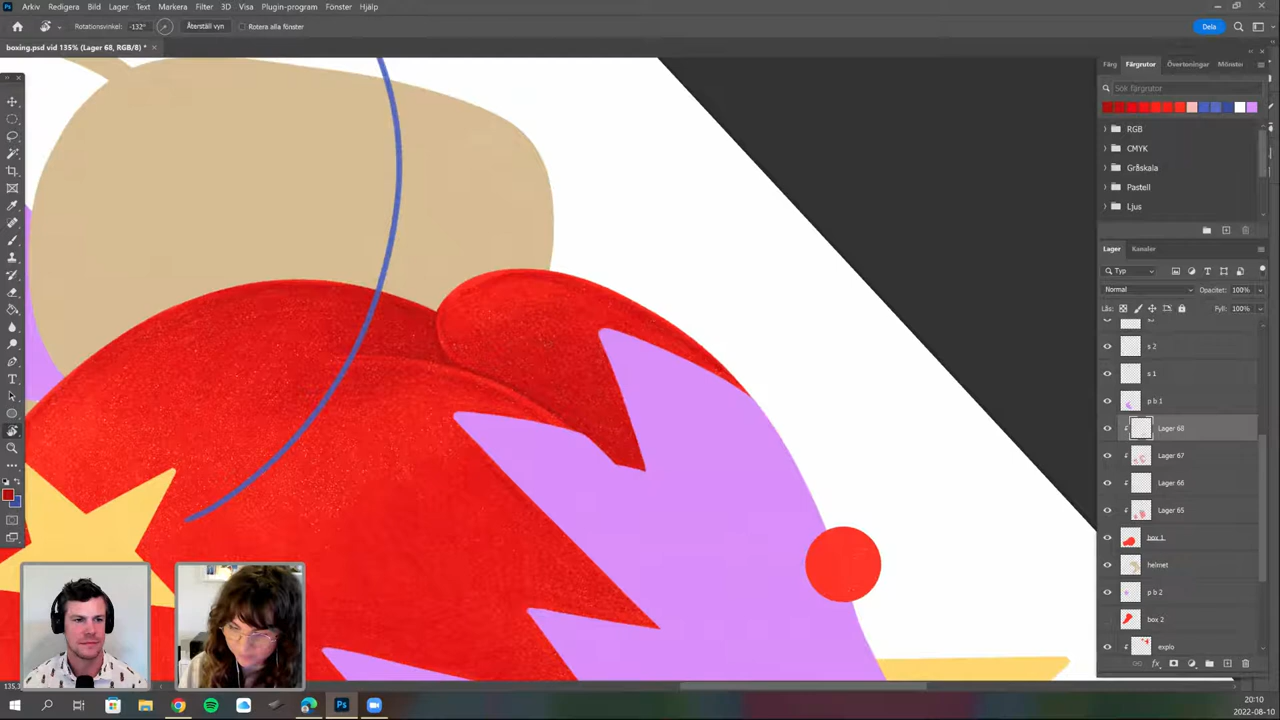 Arkiv Redigera Bild Lager Text Markera Filter 3D Visa Plugin-program Fönster Hjälp
Rotationsvinkel: -132° Återställ vyn Rotera alla fönster Dela
boxing.psd vid 135% (Lager 68, RGB/8) *
Färg Färgrutor Övertoningar Mönster
Sök färgrutor
RGB
CMYK
Gråskala
Pastell
Ljus
Lager Kanaler
Typ
Normal Opacitet: 100%
Lås: Fyll: 100%
s 2
s 1
p b 1
Lager 68
Lager 67
Lager 66
Lager 65
box 1
helmet
p b 2
box 2
explo
Ps
20:10
2022-08-10